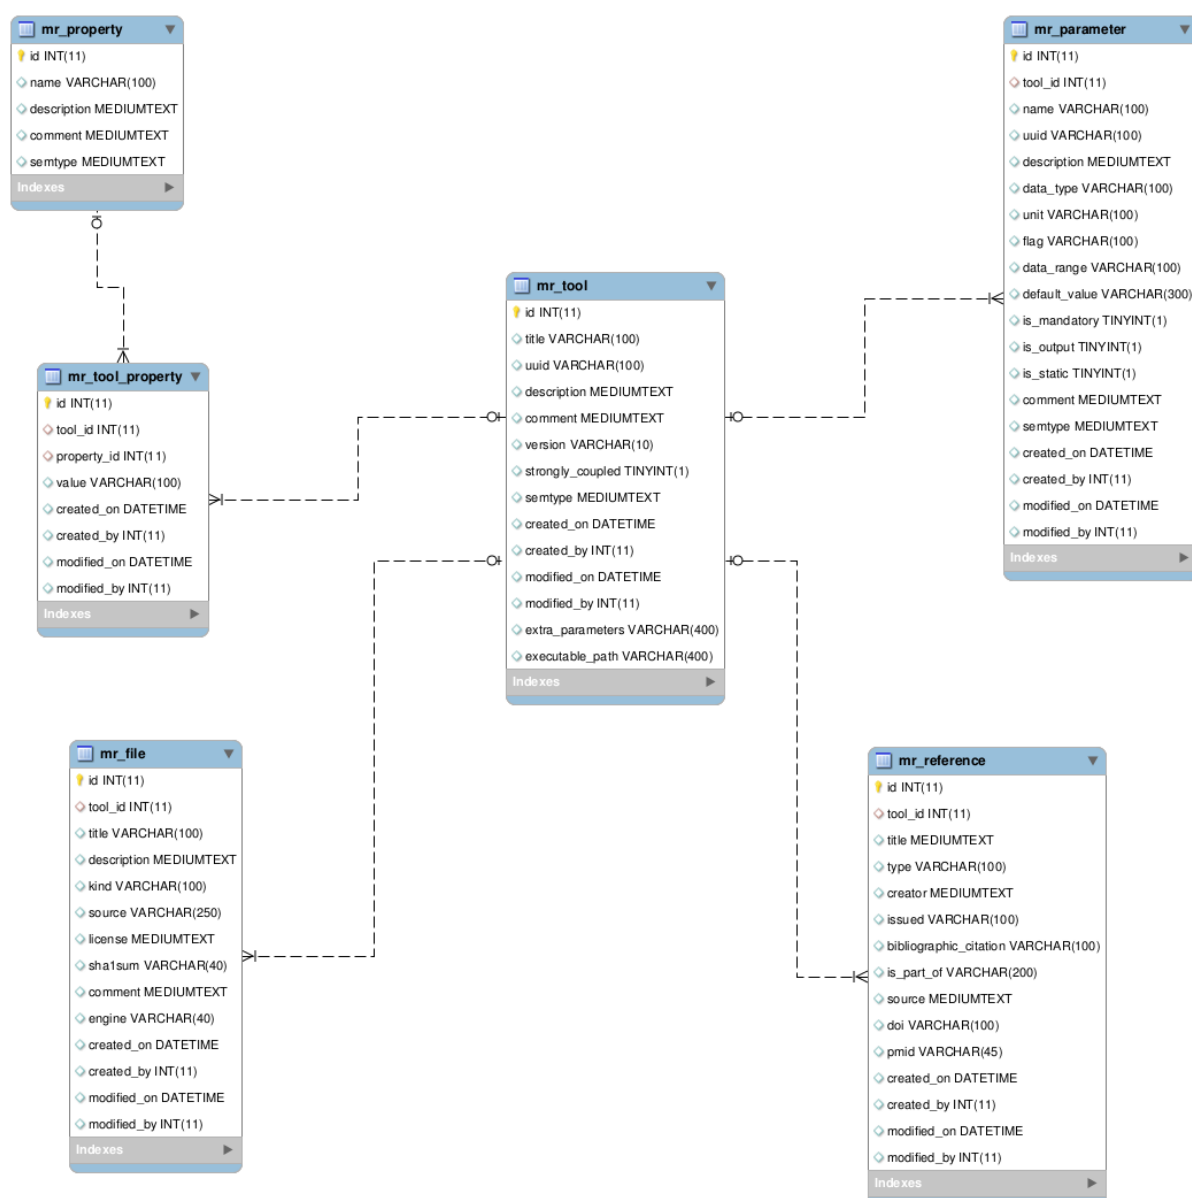 mr_property
id INT(11)
name VARCHAR(100)
description MEDIUMTEXT
comment MEDIUMTEXT
semtype MEDIUMTEXT
Indexes
mr_parameter
id INT(11)
tool_id INT(11)
name VARCHAR(100)
uuid VARCHAR(100)
description MEDIUMTEXT
data_type VARCHAR(100)
unit VARCHAR(100)
flag VARCHAR(100)
data_range VARCHAR(100)
default_value VARCHAR(300)
is_mandatory TINYINT(1)
is_output TINYINT(1)
is_static TINYINT(1)
comment MEDIUMTEXT
semtype MEDIUMTEXT
created_on DATETIME
created_by INT(11)
modified_on DATETIME
modified_by INT(11)
Indexes
mr_tool
id INT(11)
title VARCHAR(100)
uuid VARCHAR(100)
description MEDIUMTEXT
comment MEDIUMTEXT
version VARCHAR(10)
strongly_coupled TINYINT(1)
semtype MEDIUMTEXT
created_on DATETIME
created_by INT(11)
modified_on DATETIME
modified_by INT(11)
extra_parameters VARCHAR(400)
executable_path VARCHAR(400)
Indexes
mr_tool_property
id INT(11)
tool_id INT(11)
property_id INT(11)
value VARCHAR(100)
created_on DATETIME
created_by INT(11)
modified_on DATETIME
modified_by INT(11)
Indexes
mr_file
id INT(11)
tool_id INT(11)
title VARCHAR(100)
description MEDIUMTEXT
kind VARCHAR(100)
source VARCHAR(250)
license MEDIUMTEXT
sha1sum VARCHAR(40)
comment MEDIUMTEXT
engine VARCHAR(40)
created_on DATETIME
created_by INT(11)
modified_on DATETIME
modified_by INT(11)
Indexes
mr_reference
id INT(11)
tool_id INT(11)
title MEDIUMTEXT
type VARCHAR(100)
creator MEDIUMTEXT
issued VARCHAR(100)
bibliographic_citation VARCHAR(100)
is_part_of VARCHAR(200)
source MEDIUMTEXT
doi VARCHAR(100)
pmid VARCHAR(45)
created_on DATETIME
created_by INT(11)
modified_on DATETIME
modified_by INT(11)
Indexes